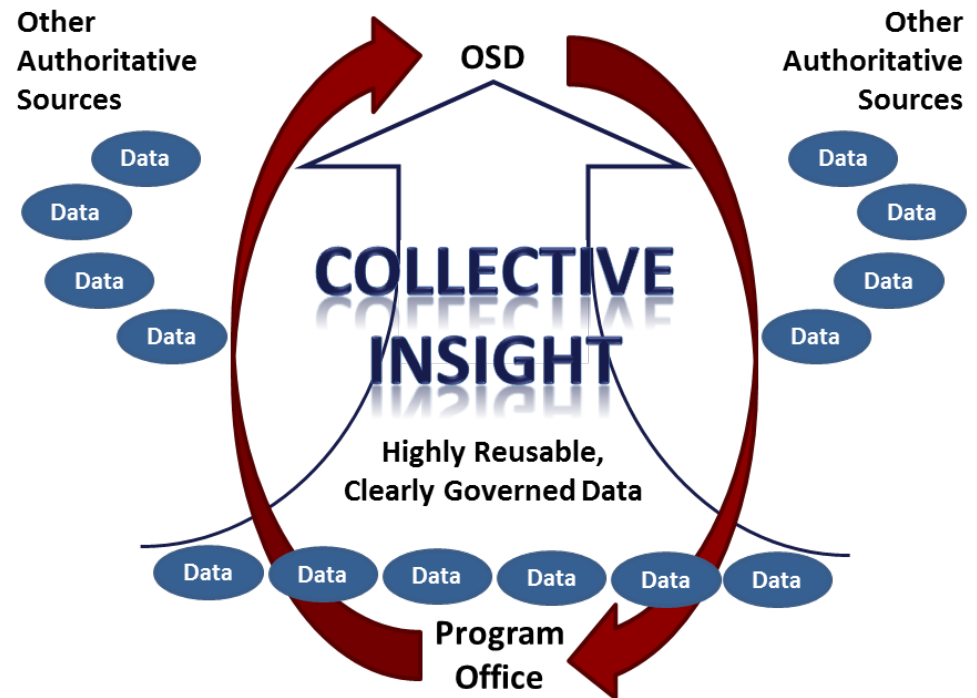 Other
Authoritative
Sources
OSD
Other
Authoritative
Sources
Data
Data
Data
Data
Data
Data
Data
Data
COLLECTIVE
INSIGHT
Highly Reusable,
Clearly Governed Data
Data Data Data Data Data Data
Program
Office